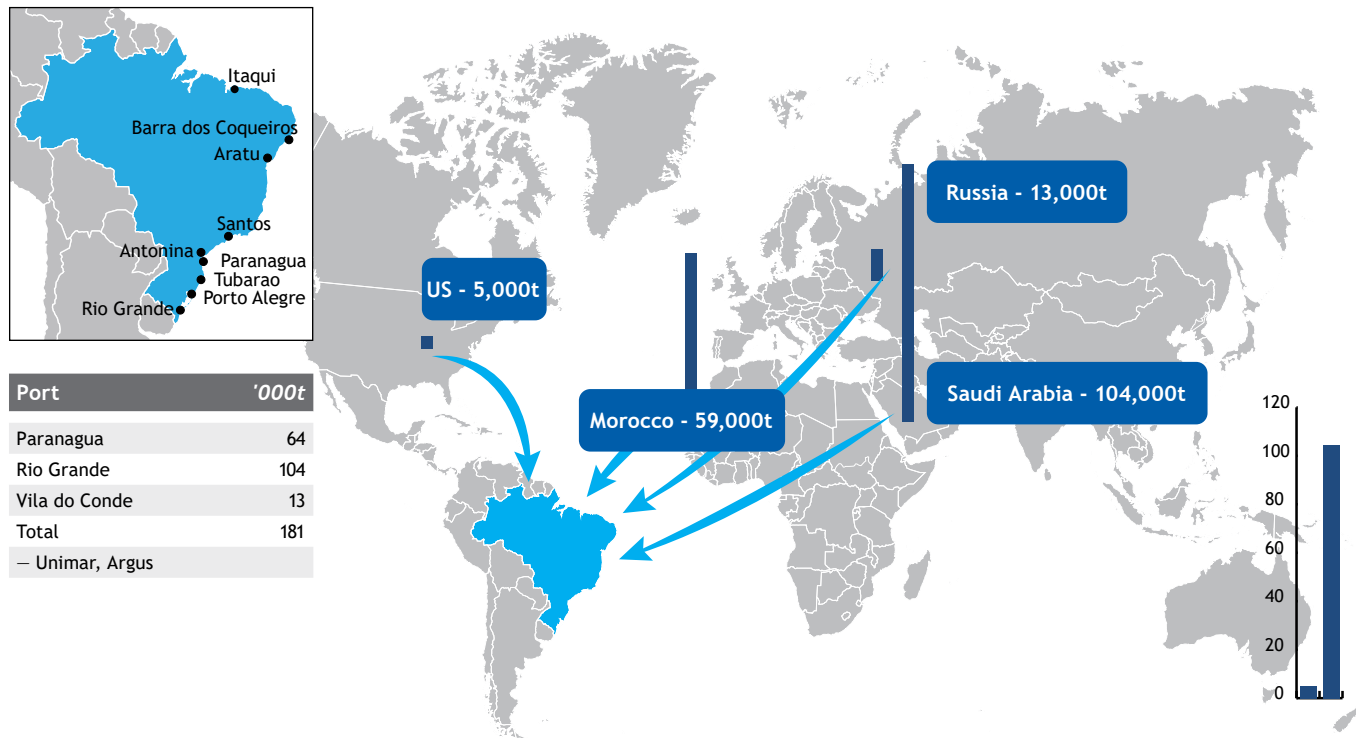 Itaqui
Barra dos Coqueiros
Aratu
Santos
Antonina
Paranagua
Tubarao
Porto Alegre
Rio Grande
US - 5,000t
Russia - 13,000t
Morocco - 59,000t
Saudi Arabia - 104,000t
Port '000t
Paranagua 64
Rio Grande 104
Vila do Conde 13
Total 181
— Unimar, Argus
120
100
80
60
40
20
0